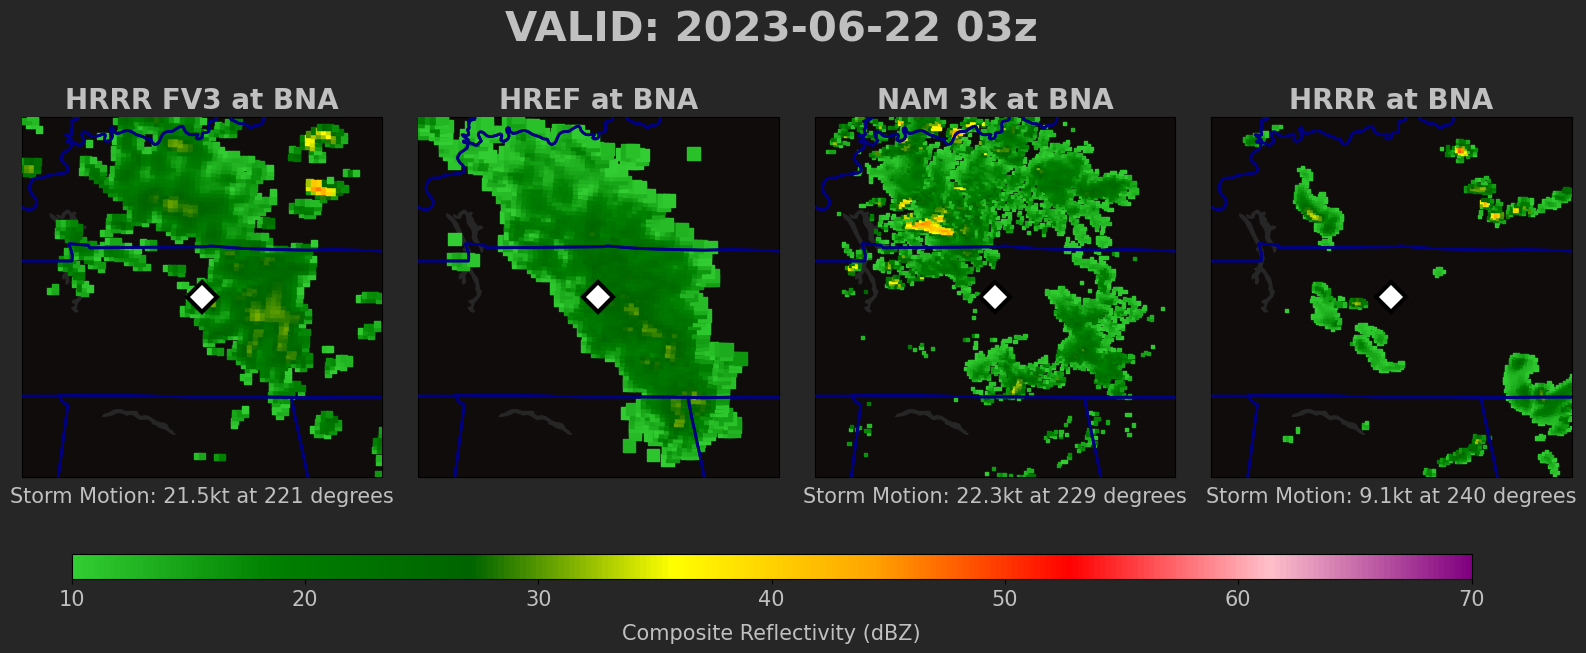 VALID: 2023-06-22 03z
HRRR FV3 at BNA
HREF at BNA
NAM 3k at BNA
HRRR at BNA
Storm Motion: 21.5kt at 221 degrees
Storm Motion: 22.3kt at 229 degrees
Storm Motion: 9.1kt at 240 degrees
10 20 30 40 50 60 70
Composite Reflectivity (dBZ)